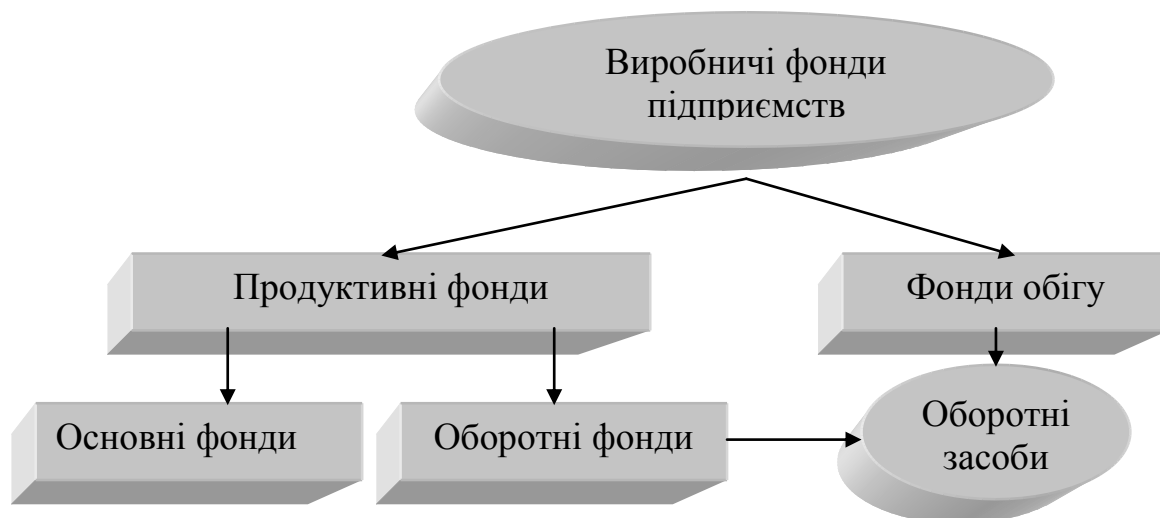 Виробничі фонди
підприємств
Продуктивні фонди
Фонди обігу
Основні фонди
Оборотні фонди
Оборотні
засоби